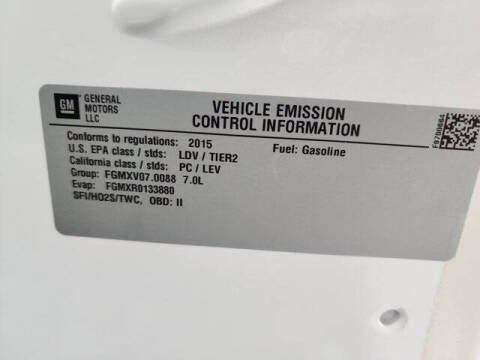 GM
GENERAL
MOTORS
LLC
VEHICLE EMISSION
CONTROL INFORMATION
Conforms to regulations: 2015
Fuel: Gasoline
U.S. EPA class / stds: LDV / TIER2
California class / stds: PC / LEV
Group: FGMXV07.0088 7.0L
Evap: FGMXR0133880
SFI/HO2S/TWC, OBD: II